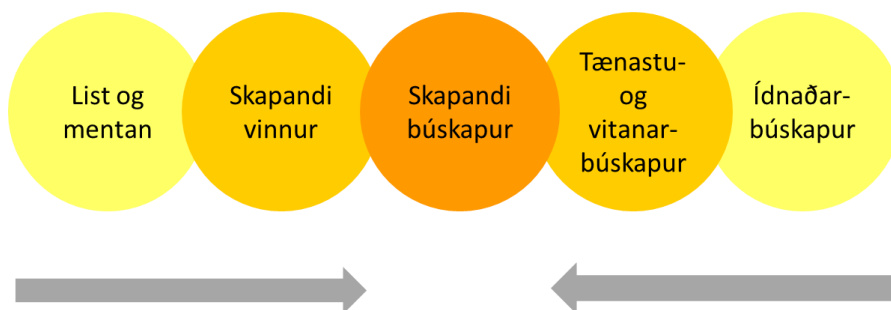 List og
mentan
Skapandi
vinnur
Skapandi
búskapur
Tænastu-
og
vitanar-
búskapur
Ídnaðar-
búskapur